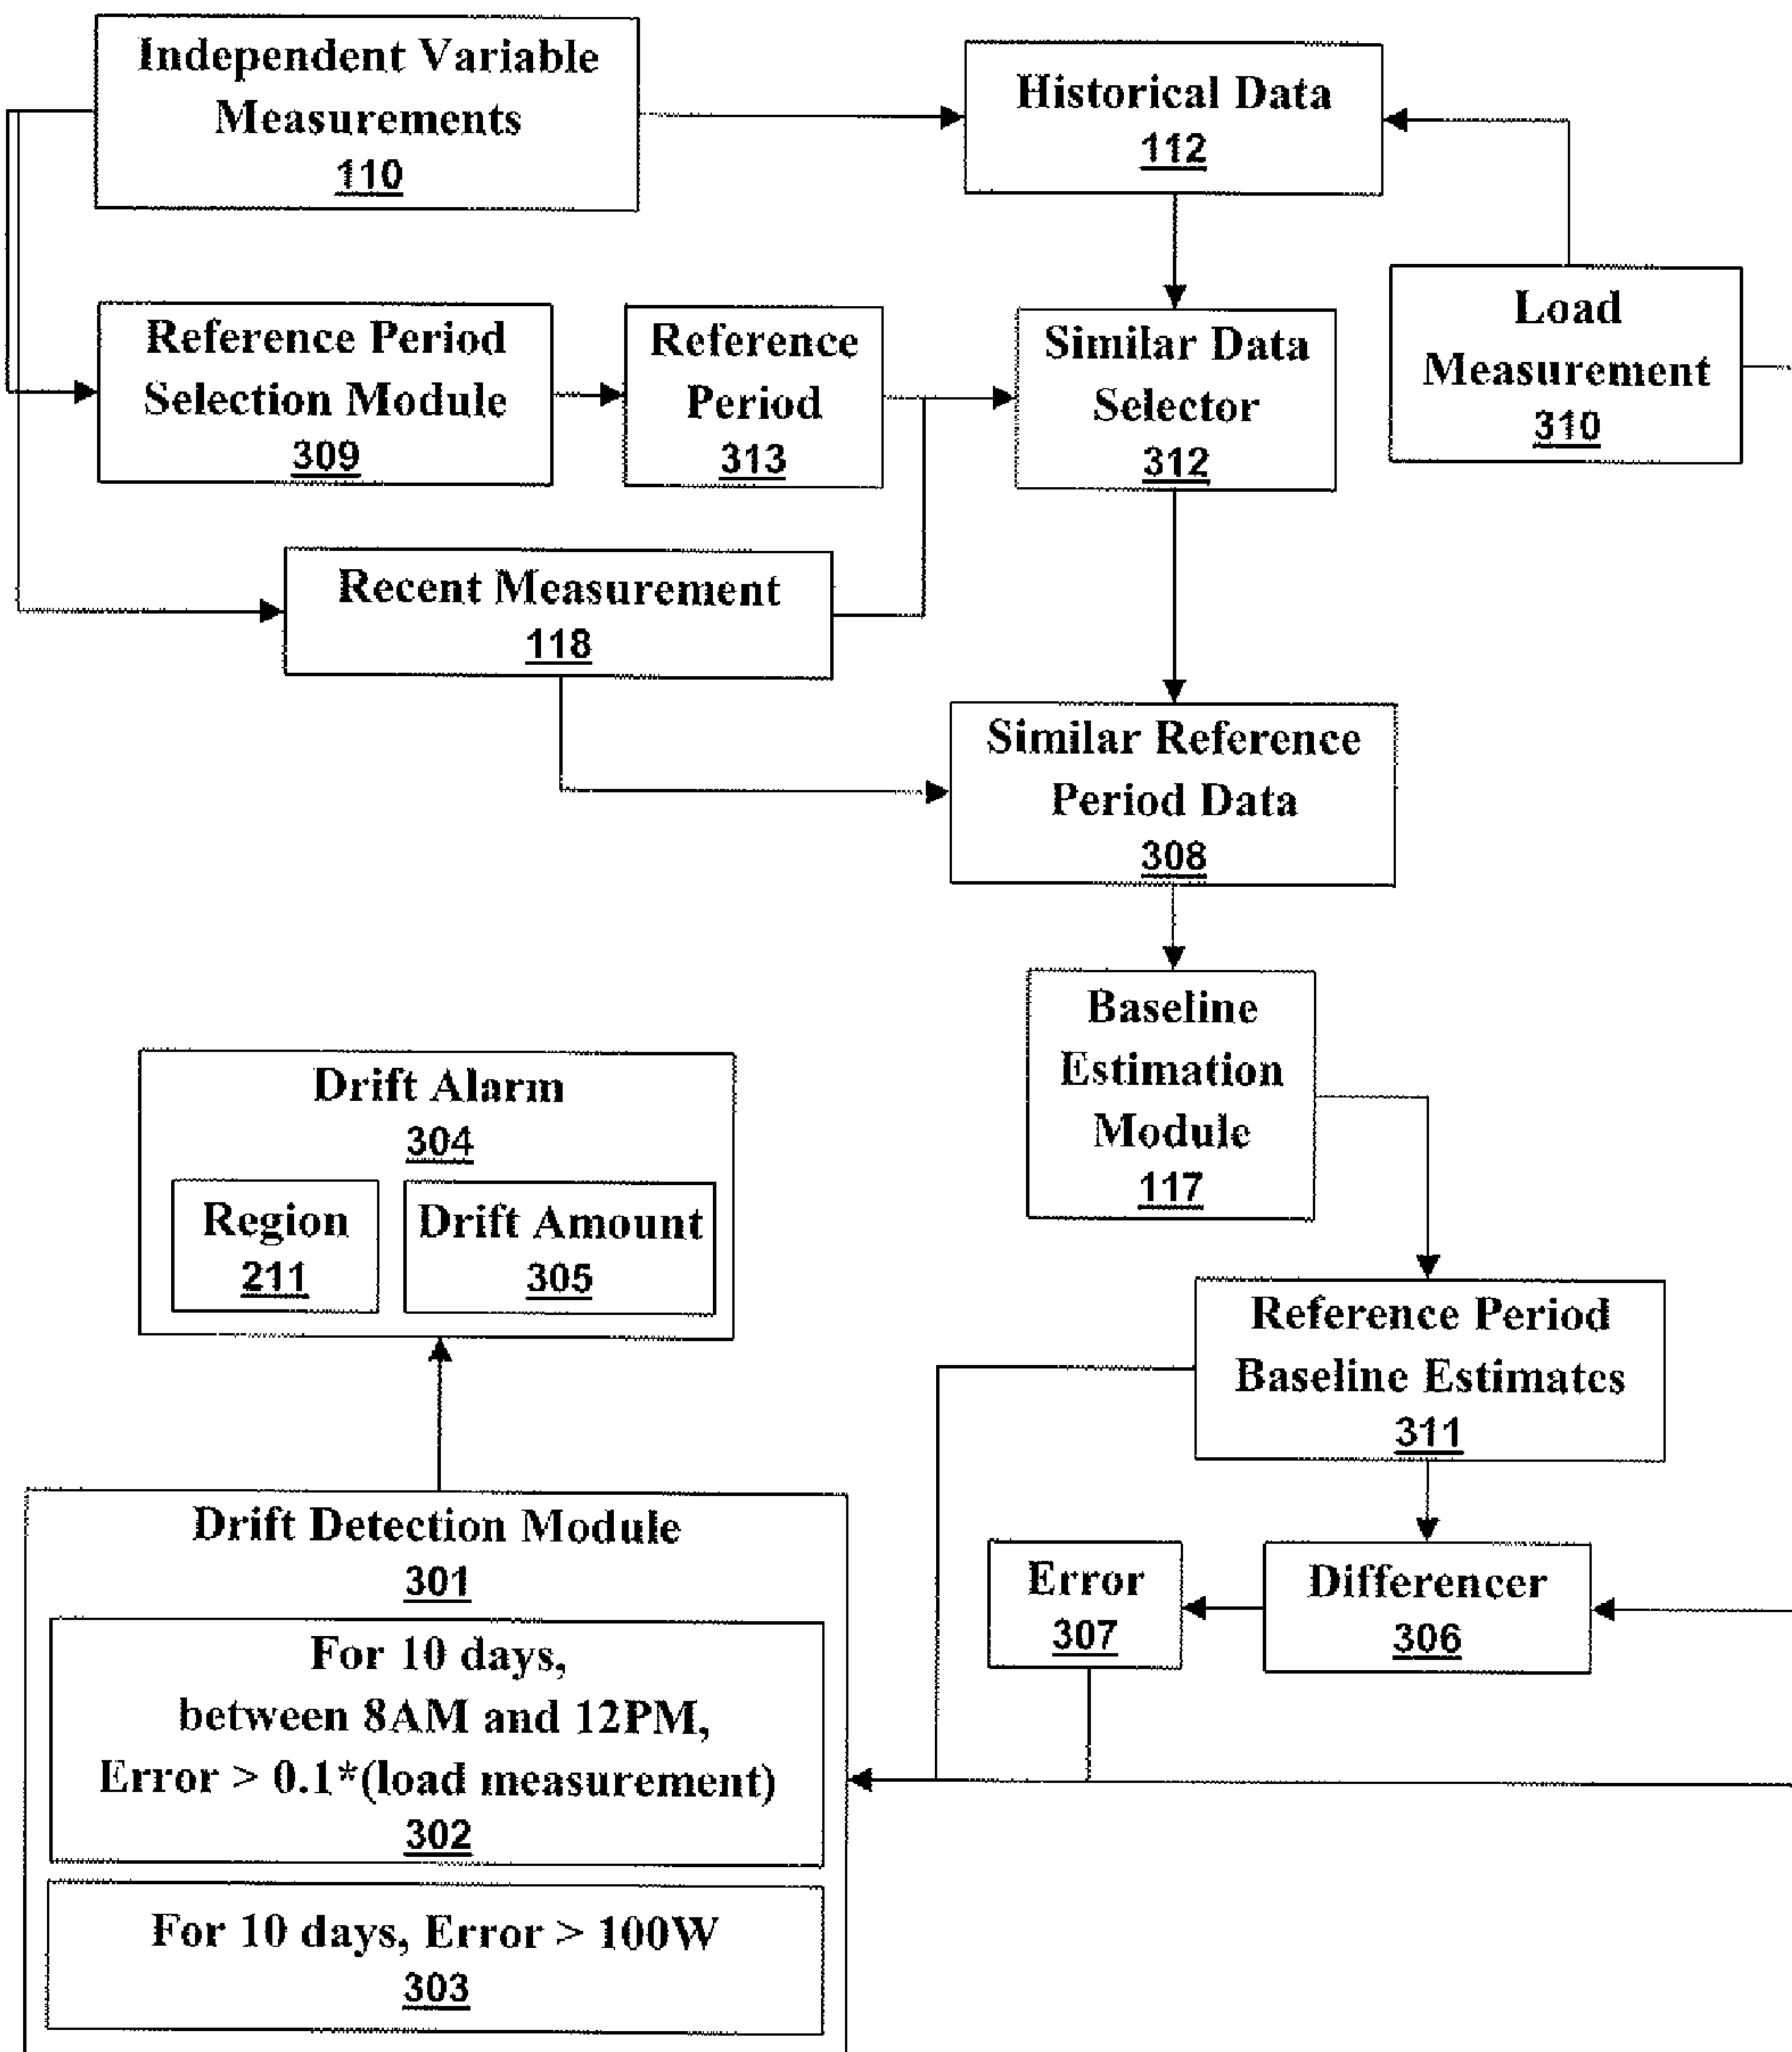 Independent Variable
Measurements
110
Historical Data
112
Load
Measurement
310
Reference Period
Selection Module
309
Reference
Period
313
Similar Data
Selector
312
Recent Measurement
118
Similar Reference
Period Data
308
Baseline
Estimation
Module
117
Drift Alarm
304
Region
211
Drift Amount
305
Reference Period
Baseline Estimates
311
Drift Detection Module
301
For 10 days,
between 8AM and 12PM,
Error > 0.1*(load measurement)
302
For 10 days, Error > 100W
303
Error
307
Differencer
306